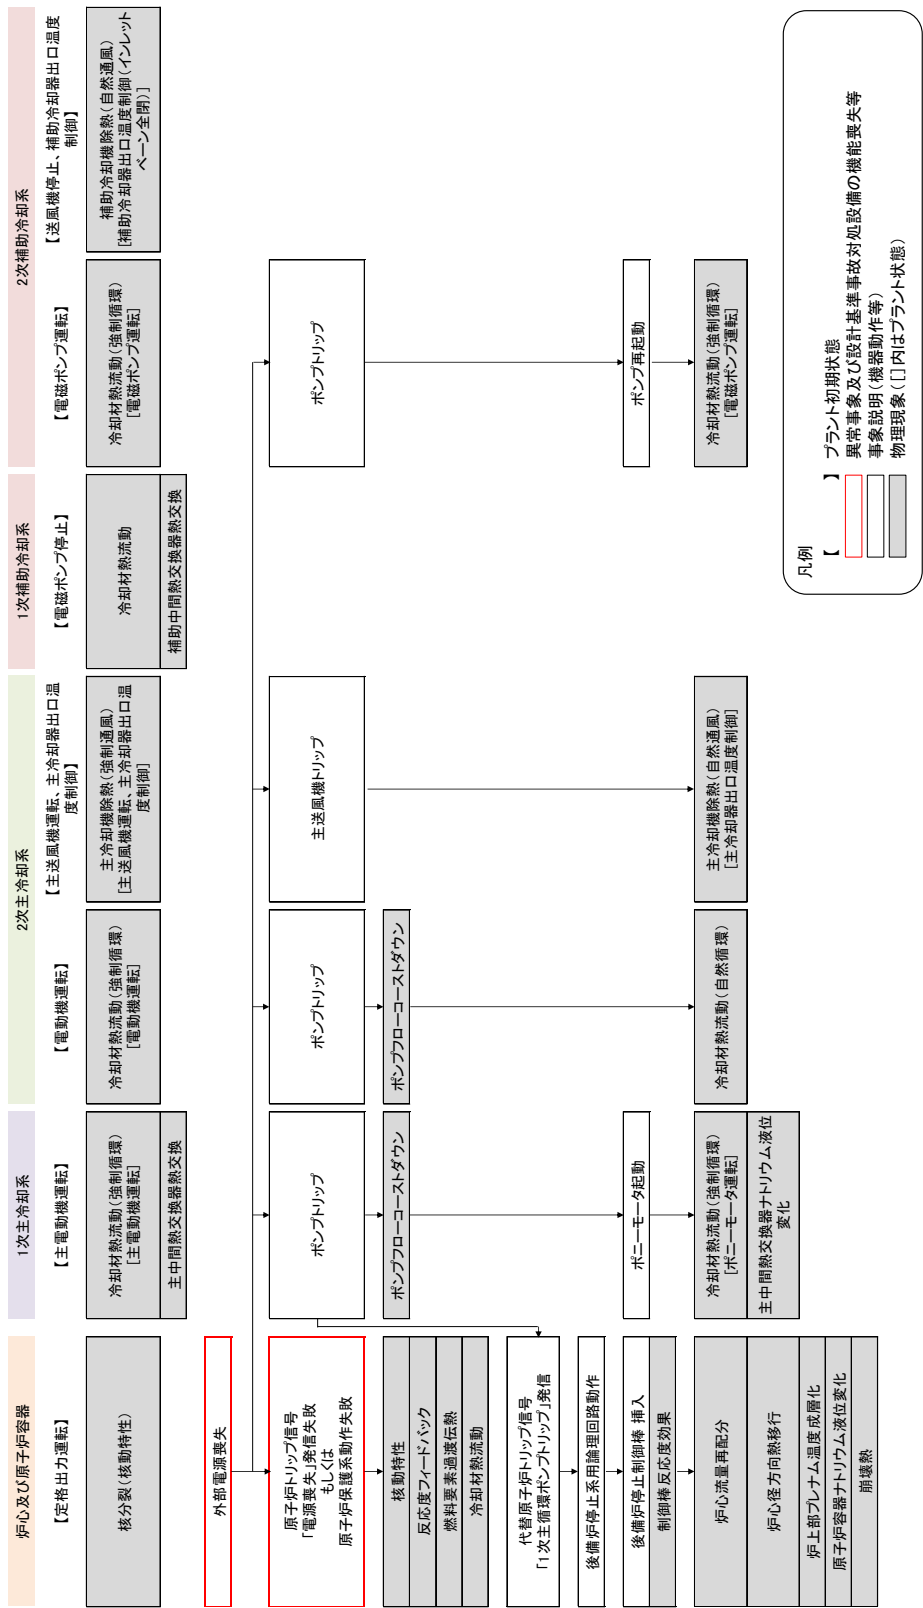 炉心及び原子炉容器
【定格出力運転】
核分裂(核動特性)
外部電源喪失
原子炉トリップ信号
「電源喪失」発信失敗
もしくは
原子炉保護系動作失敗
核動特性
反応度フィードバック
燃料要素過渡伝熱
冷却材熱流動
代替原子炉トリップ信号
「1次主循環ポンプトリップ」発信
後備炉停止系用論理回路動作
後備炉停止制御棒 挿入
制御棒反応度効果
炉心流量再配分
炉心径方向熱移行
炉上部プレナム温度成層化
原子炉容器ナトリウム液位変化
崩壊熱
1次主冷却系
【主電動機運転】
冷却材熱流動(強制循環)
[主電動機運転]
主中間熱交換器熱交換
ポンプトリップ
ポンプフローコーストダウン
ポニーモータ起動
冷却材熱流動(強制循環)
[ポニーモータ運転]
主中間熱交換器ナトリウム液位
変化
2次主冷却系
【電動機運転】
冷却材熱流動(強制循環)
[電動機運転]
ポンプトリップ
ポンプフローコーストダウン
冷却材熱流動(自然循環)
【主送風機運転、主冷却器出口温
度制御】
主冷却機除熱(強制通風)
[主送風機運転、主冷却器出口温
度制御]
主送風機トリップ
主冷却機除熱(自然通風)
[主冷却器出口温度制御]
1次補助冷却系
【電磁ポンプ停止】
冷却材熱流動
補助中間熱交換器熱交換
2次補助冷却系
【電磁ポンプ運転】
冷却材熱流動(強制循環)
[電磁ポンプ運転]
ポンプトリップ
ポンプ再起動
冷却材熱流動(強制循環)
[電磁ポンプ運転]
【送風機停止、補助冷却器出口温度
制御】
補助冷却機除熱(自然通風)
[補助冷却器出口温度制御(インレット
ベーン全閉)]
凡例
【 】 プラント初期状態
異常事象及び設計基準事故対処設備の機能喪失等
事象説明(機器動作等)
物理現象([]内はプラント状態)